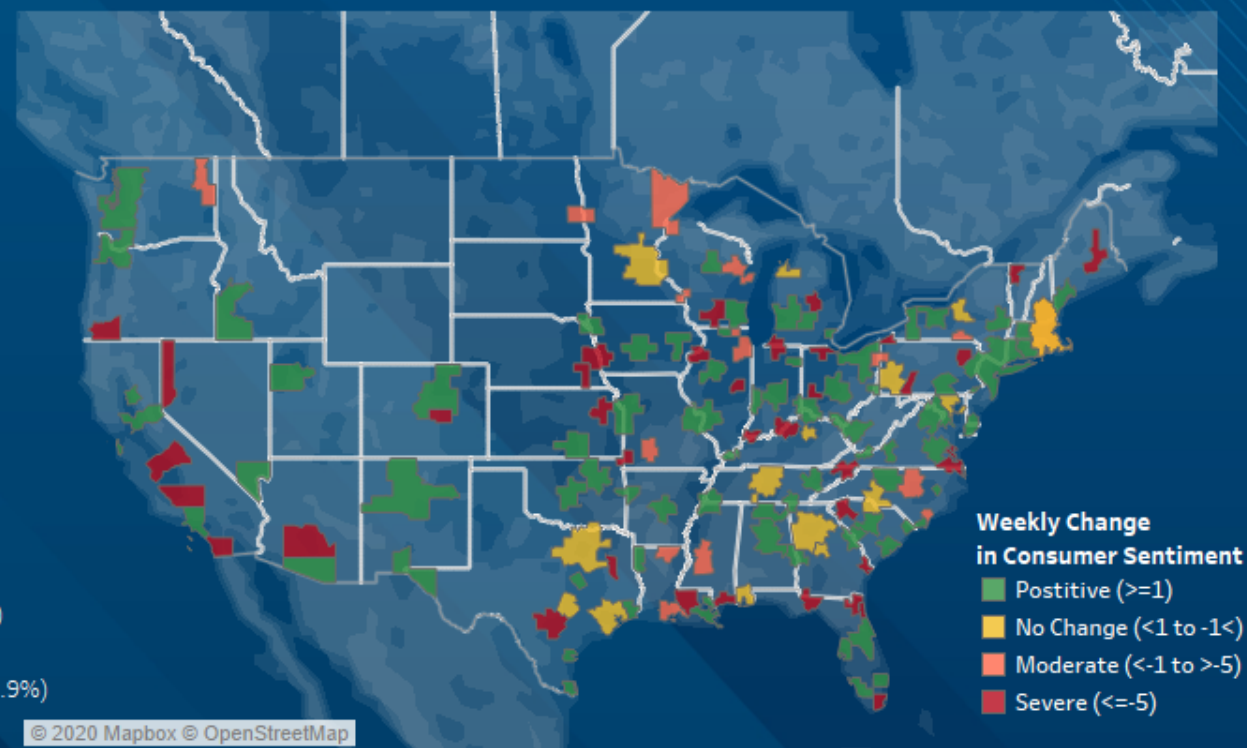 Weekly Change
in Consumer Sentiment
Postitive (>=1)
No Change (<1 to -1<)
Moderate (<-1 to >-5)
Severe (<=-5)
)
.9%)
© 2020 Mapbox © OpenStreetMap